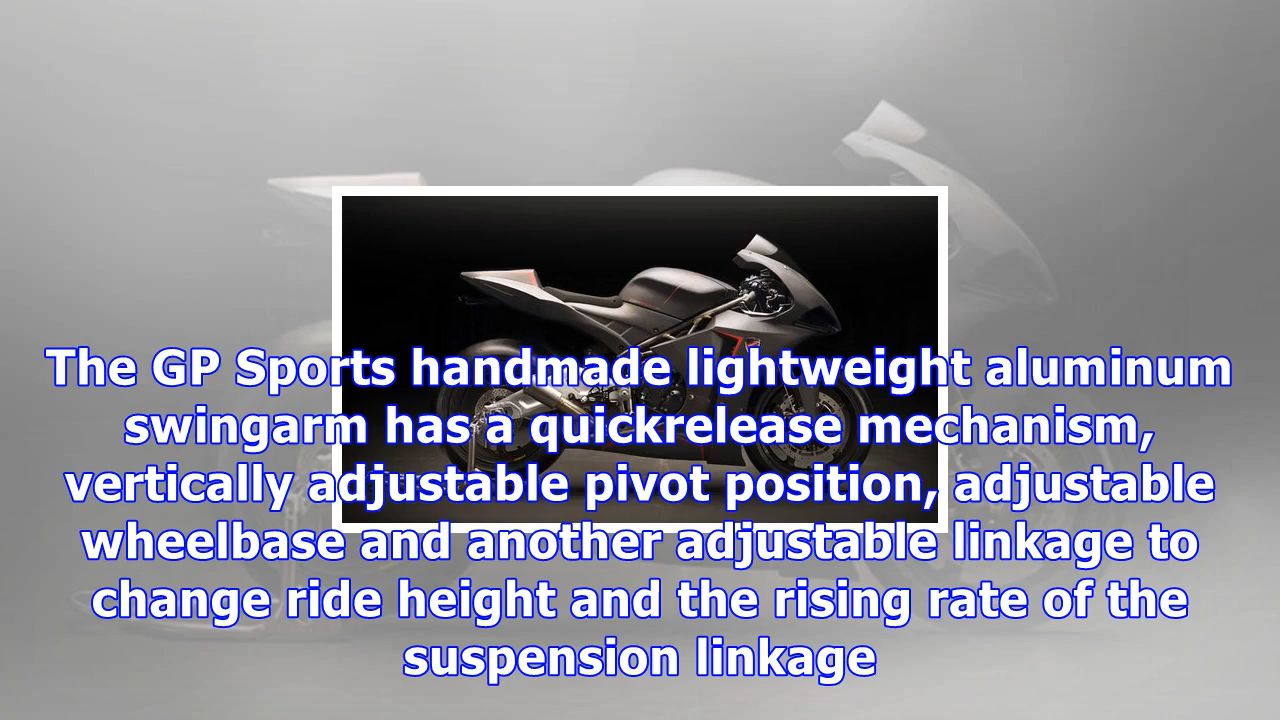 The GP Sports handmade lightweight aluminum
swingarm has a quickrelease mechanism,
vertically adjustable pivot position, adjustable
wheelbase and another adjustable linkage to
change ride height and the rising rate of the
suspension linkage